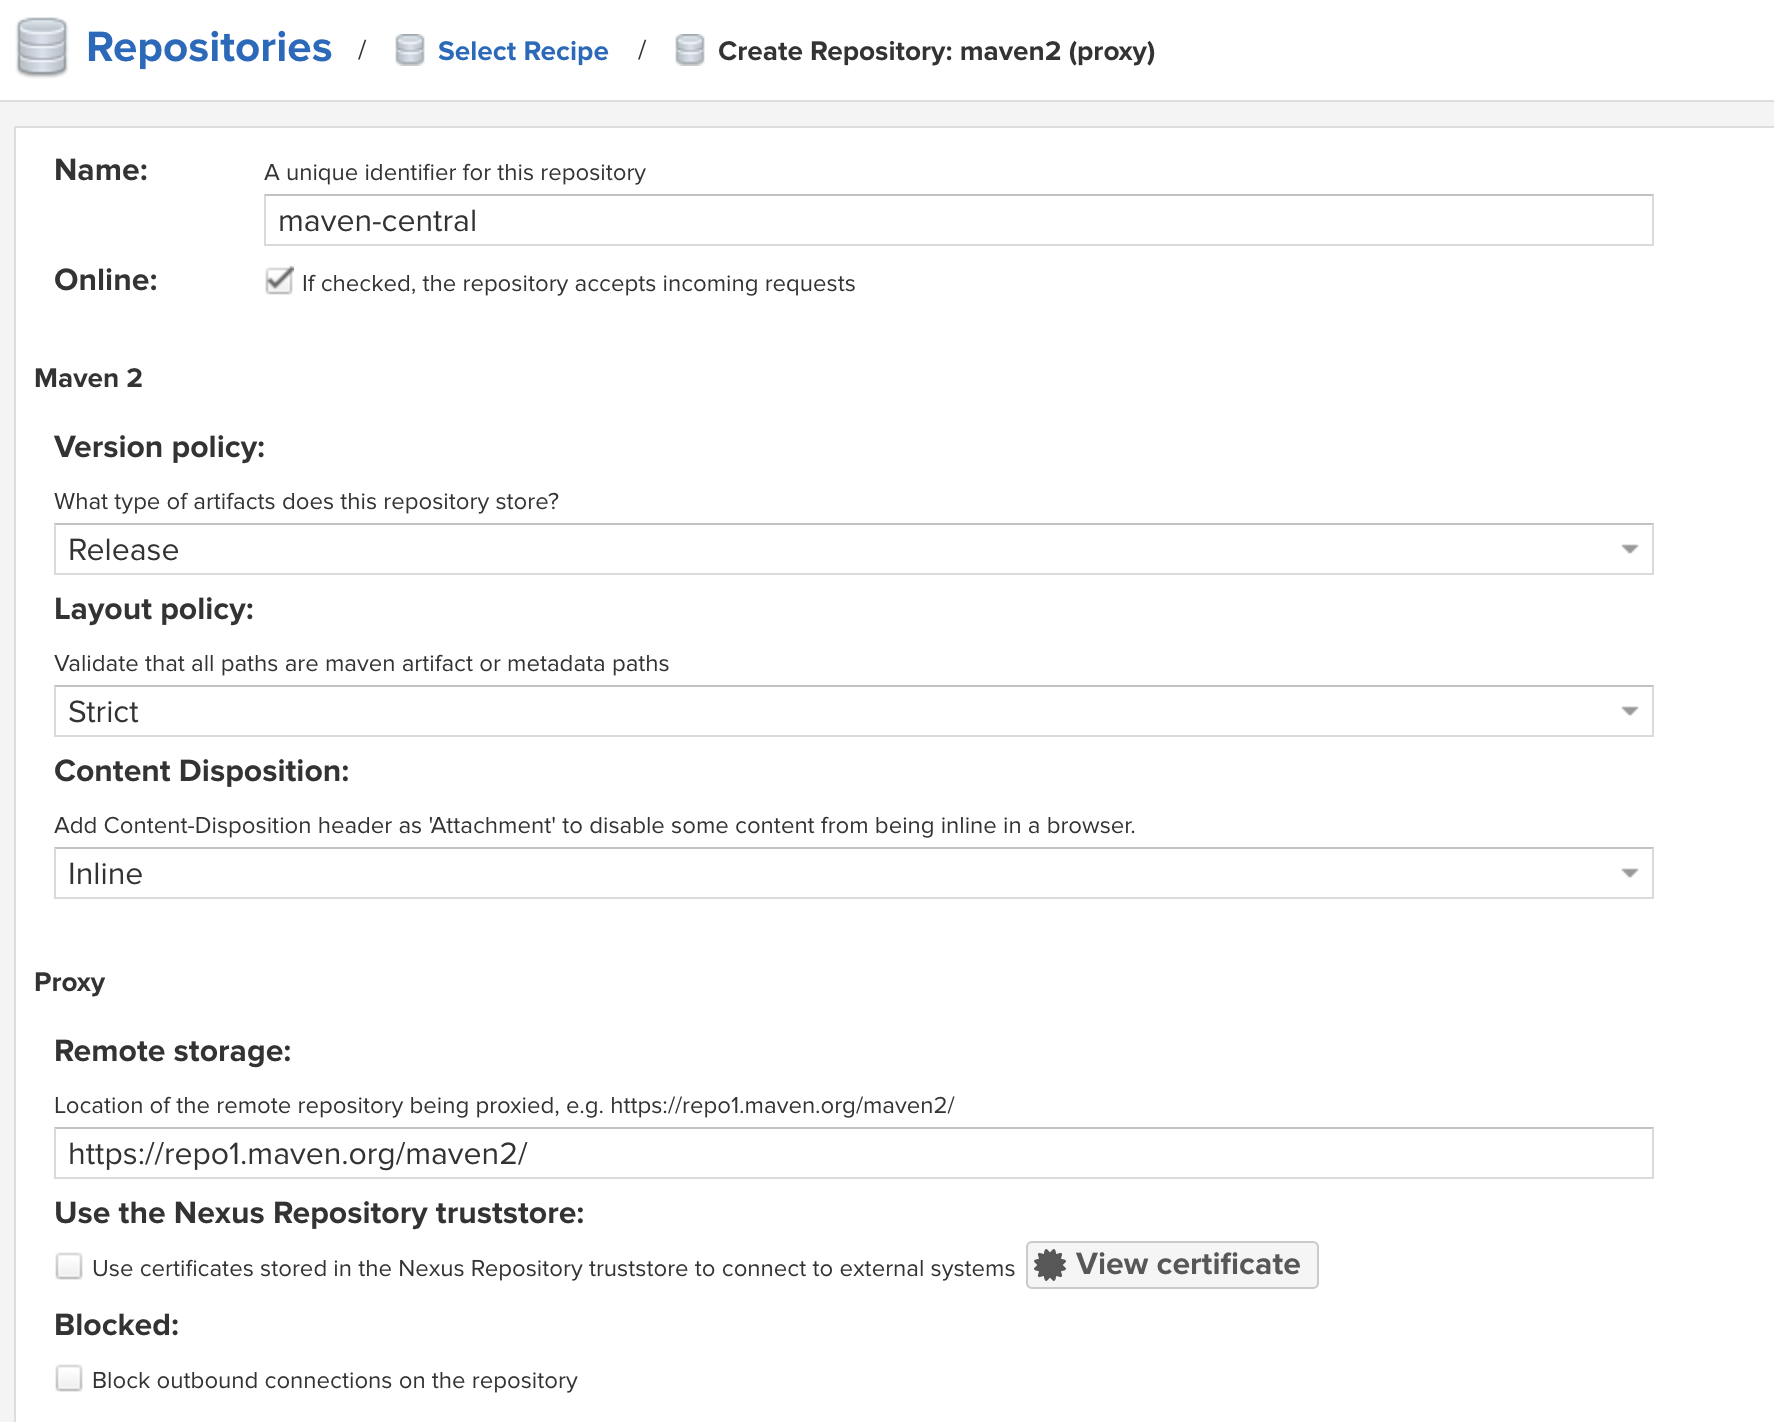 Repositories / Select Recipe / Create Repository: maven2 (proxy)
Name:
A unique identifier for this repository
maven-central
Online:
If checked, the repository accepts incoming requests
Maven 2
Version policy:
What type of artifacts does this repository store?
Release
Layout policy:
Validate that all paths are maven artifact or metadata paths
Strict
Content Disposition:
Add Content-Disposition header as 'Attachment' to disable some content from being inline in a browser.
Inline
Proxy
Remote storage:
Location of the remote repository being proxied, e.g. https://repo1.maven.org/maven2/
https://repo1.maven.org/maven2/
Use the Nexus Repository truststore:
Use certificates stored in the Nexus Repository truststore to connect to external systems View certificate
Blocked:
Block outbound connections on the repository